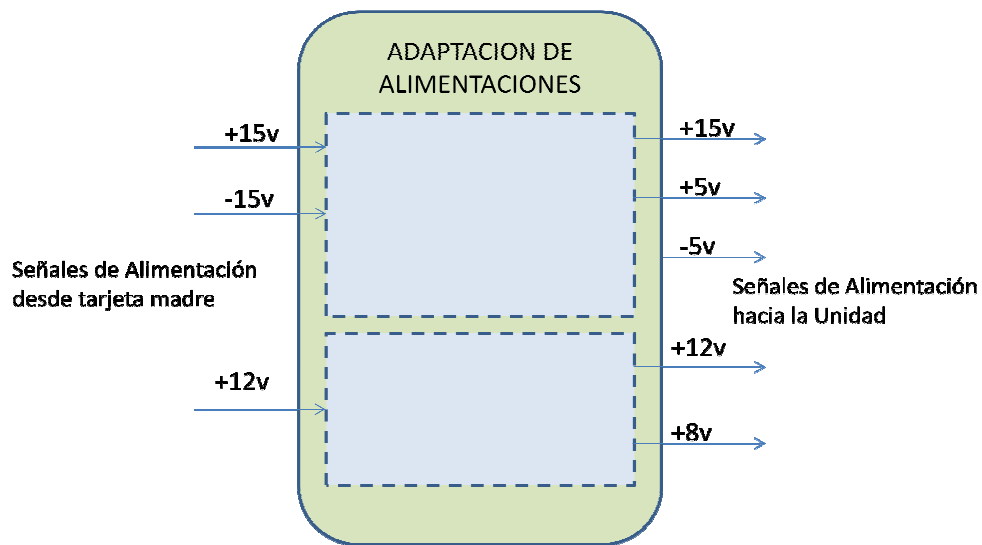 ADAPTACION DE
ALIMENTACIONES
+15v
-15v
Señales de Alimentación
desde tarjeta madre
+12v
+15v
+5v
-5v
Señales de Alimentación
hacia la Unidad
+12v
+8v